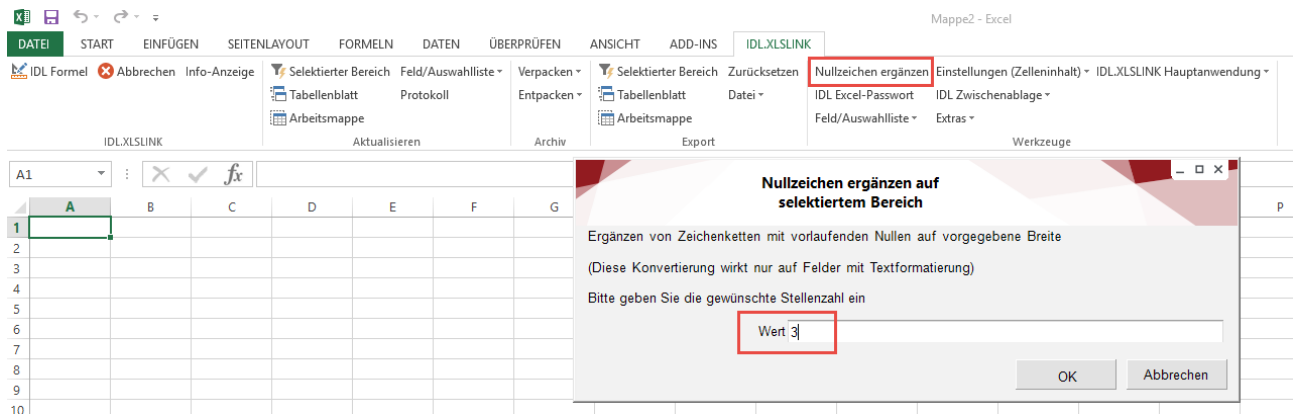 Mappe2 - Excel
DATEI START EINFÜGEN SEITENLAYOUT FORMELN DATEN ÜBERPRÜFEN ANSICHT ADD-INS IDL.XLSLINK
IDL Formel Abbrechen Info-Anzeige Selektierter Bereich Feld/Auswahlliste Verpacken Selektierter Bereich Zurücksetzen Nullzeichen ergänzen Einstellungen (Zelleninhalt) IDL.XLSLINK Hauptanwendung
Tabellenblatt Protokoll Entpacken Tabellenblatt Datei IDL Excel-Passwort IDL Zwischenablage
Arbeitsmappe Arbeitsmappe Feld/Auswahlliste Extras
IDL.XLSLINK Aktualisieren Archiv Export Werkzeuge
A1 fx
A B C D E F G P
1
2
3
4
5
6
7
8
9
10
Nullzeichen ergänzen auf
selektiertem Bereich
Ergänzen von Zeichenketten mit vorlaufenden Nullen auf vorgegebene Breite
(Diese Konvertierung wirkt nur auf Felder mit Textformatierung)
Bitte geben Sie die gewünschte Stellenzahl ein
Wert 3
OK Abbrechen